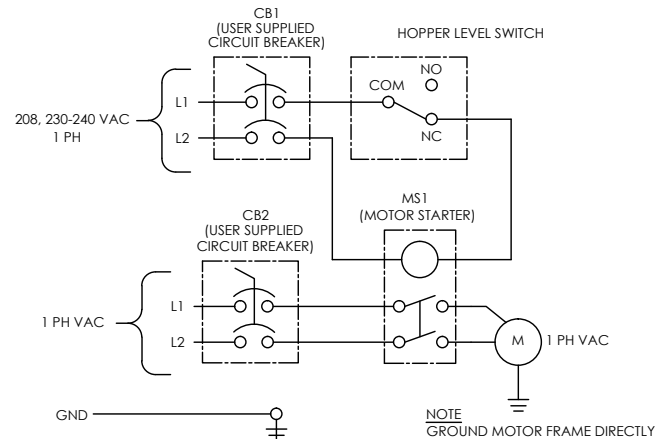 CB1
(USER SUPPLIED
CIRCUIT BREAKER)
HOPPER LEVEL SWITCH
NO
COM
L1
208, 230-240 VAC
1 PH
L2
NC
MS1
(MOTOR STARTER)
CB2
(USER SUPPLIED
CIRCUIT BREAKER)
L1
1 PH VAC
L2
M
1 PH VAC
GND
NOTE
GROUND MOTOR FRAME DIRECTLY